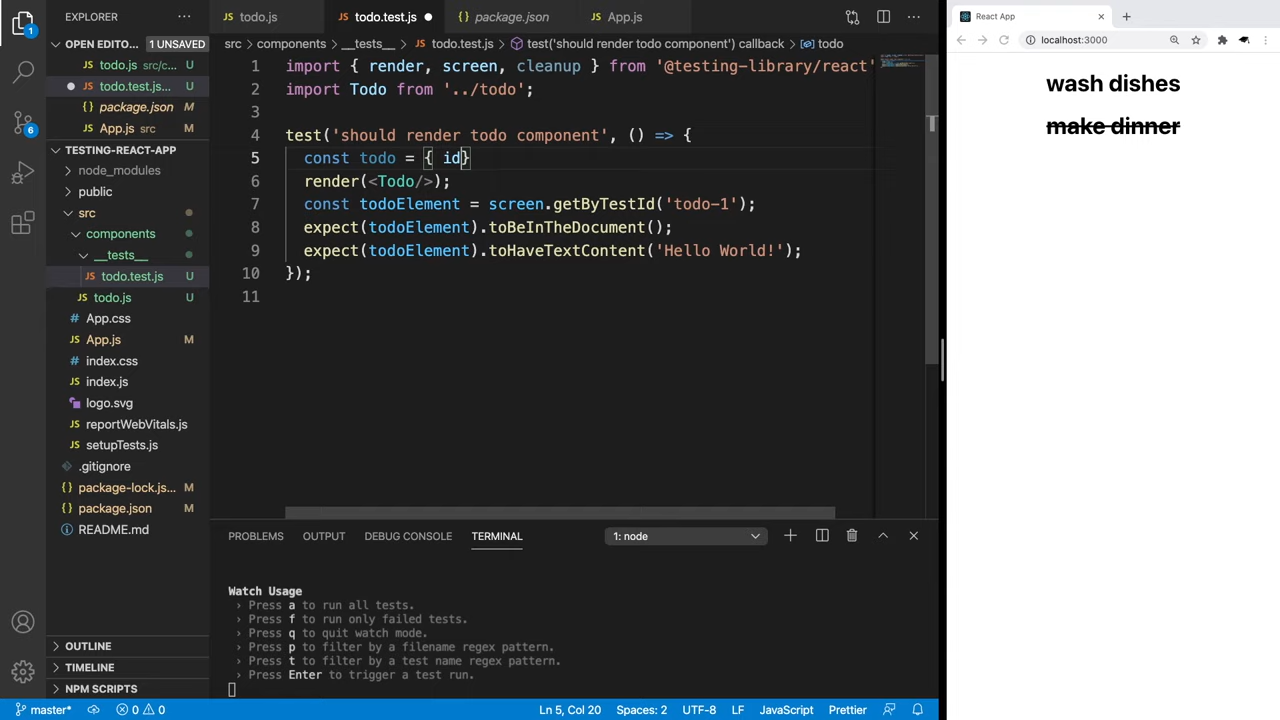 EXPLORER
todo.js
todo.test.js
package.json
App.js
React App
OPEN EDITO...
1 UNSAVED
src
components
__tests__
todo.test.js
test('should render todo component') callback
todo
localhost:3000
todo.js src/c... U
todo.test.js... U
package.json M
App.js src M
TESTING-REACT-APP
node_modules
public
src
components
__tests__
todo.test.js U
todo.js U
App.css
App.js M
index.css
index.js
logo.svg
reportWebVitals.js
setupTests.js
.gitignore
package-lock.js... M
package.json M
README.md
OUTLINE
TIMELINE
NPM SCRIPTS
1 import { render, screen, cleanup } from '@testing-library/react'
2 import Todo from '../todo';
3
4 test('should render todo component', () => {
5 const todo = { id}
6 render(<Todo/>);
7 const todoElement = screen.getByTestId('todo-1');
8 expect(todoElement).toBeInTheDocument();
9 expect(todoElement).toHaveTextContent('Hello World!');
10 });
11
wash dishes
make dinner
PROBLEMS
OUTPUT
DEBUG CONSOLE
TERMINAL
1: node
Watch Usage
› Press a to run all tests.
› Press f to run only failed tests.
› Press q to quit watch mode.
› Press p to filter by a filename regex pattern.
› Press t to filter by a test name regex pattern.
› Press Enter to trigger a test run.
1
6
master*
0
0
Ln 5, Col 20
Spaces: 2
UTF-8
LF
JavaScript
Prettier